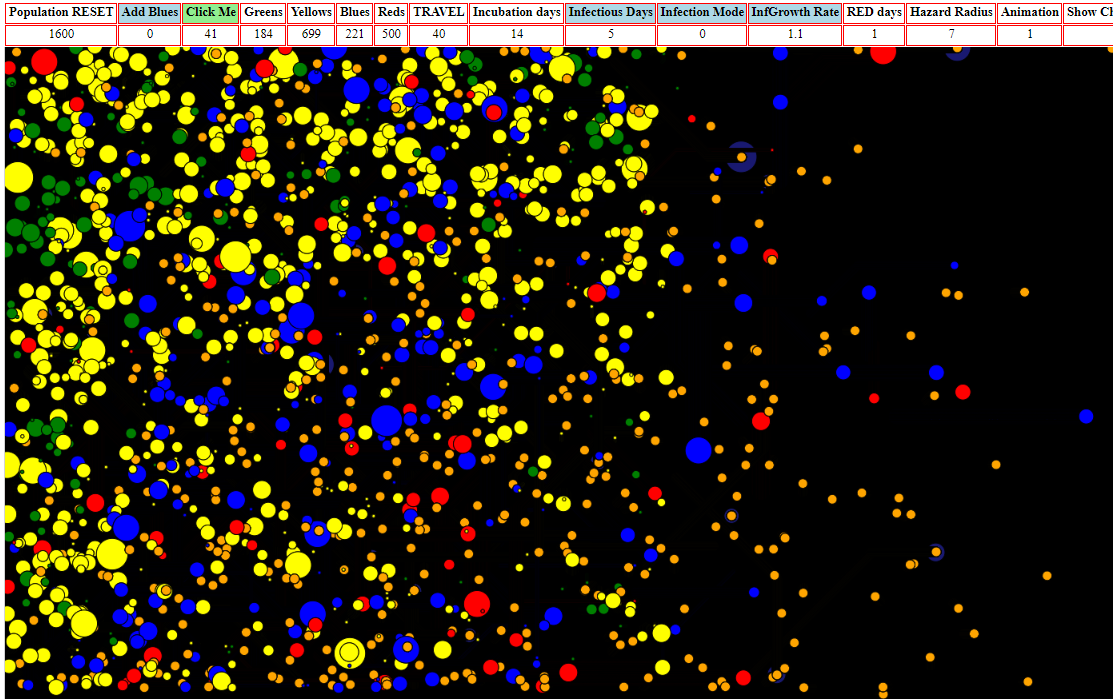 Population RESET Add Blues Click Me Greens Yellows Blues Reds TRAVEL Incubation days Infectious Days Infection Mode InfGrowth Rate RED days Hazard Radius Animation Show
1600 0 41 184 699 221 500 40 14 5 0 1.1 1 7 1